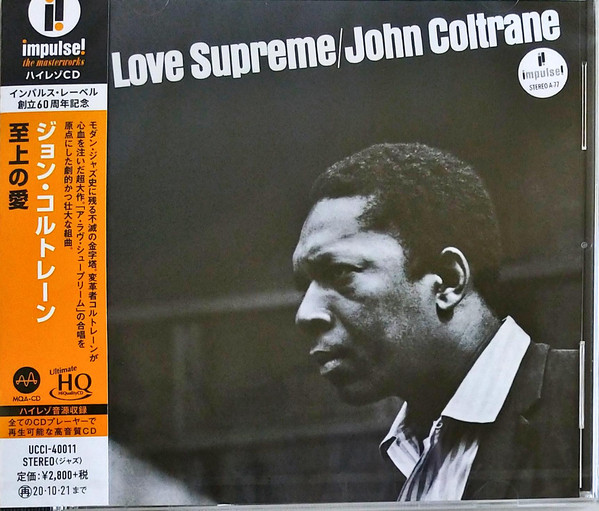 impulse!
the masterworks
ハイレゾCD
インパルス・レーベル
創立60周年記念
モダン・ジャズ史に残る不滅の金字塔。変革者コルトレーンが
心血を注いだ超大作。「ア・ラヴ・シュープリーム」の合唱を
原点にした劇的かつ壮大な組曲。
ジョン・コルトレーン
至上の愛
MQA-CD
Ultimate
HQ
HiQualityCD
ハイレゾ音源収録
全てのCDプレーヤーで
再生可能な高音質CD
UCCI-40011
STEREO(ジャズ)
定価:¥2,800+税
再 20・10・21まで
Love Supreme/John Coltrane
impulse!
STEREO A-77